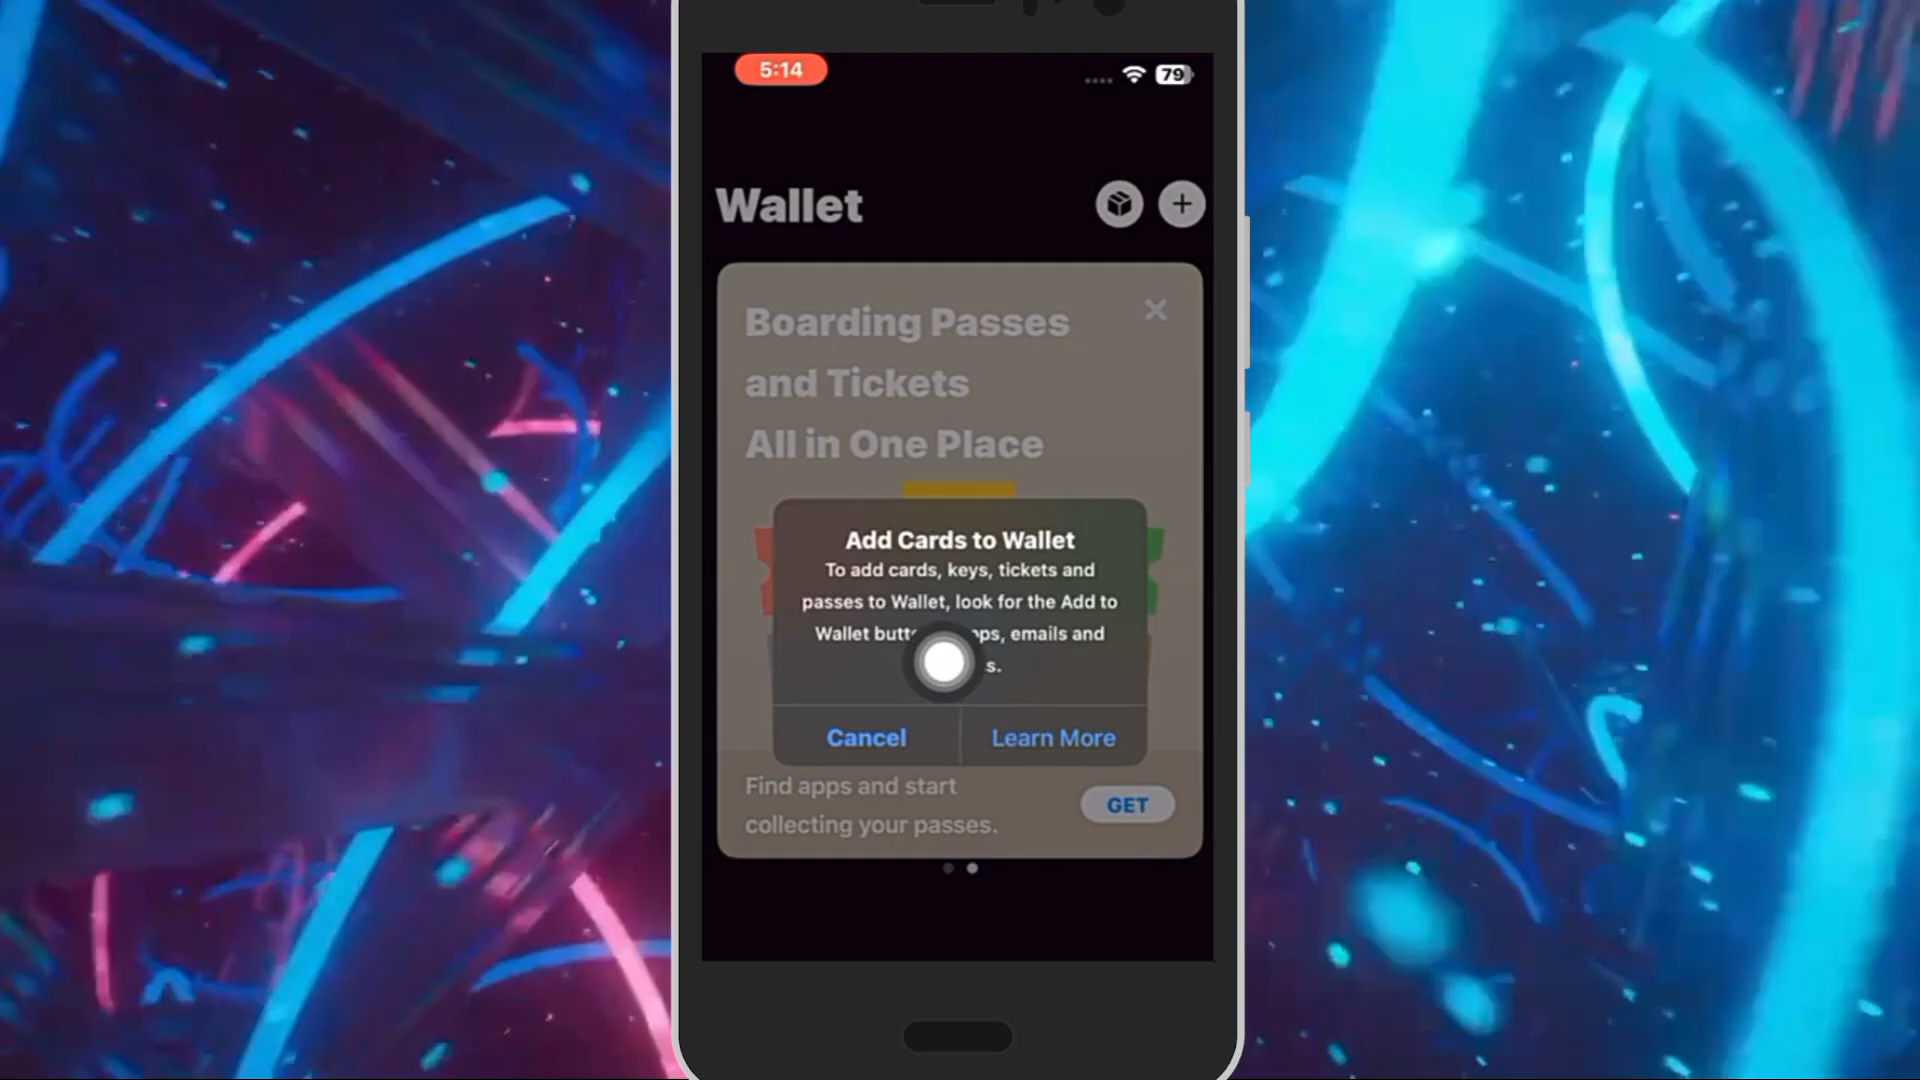 5:14
79
Wallet
Boarding Passes
and Tickets
All in One Place
Add Cards to Wallet
To add cards, keys, tickets and
passes to Wallet, look for the Add to
Wallet emails and
Cancel
Learn More
Find apps and start
collecting your passes.
GET